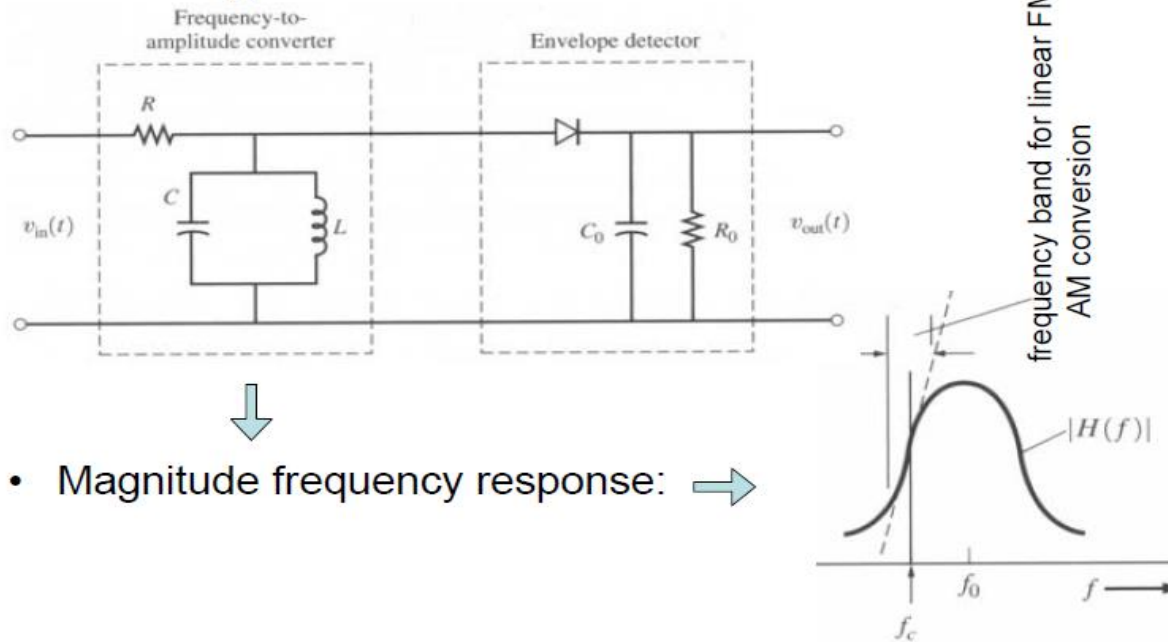 Frequency-to-
amplitude converter
Envelope detector
R
C
L
v_in(t)
C_0
R_0
v_out(t)
frequency band for linear FM
AM conversion
|H(f)|
• Magnitude frequency response:
f_0
f
f_c